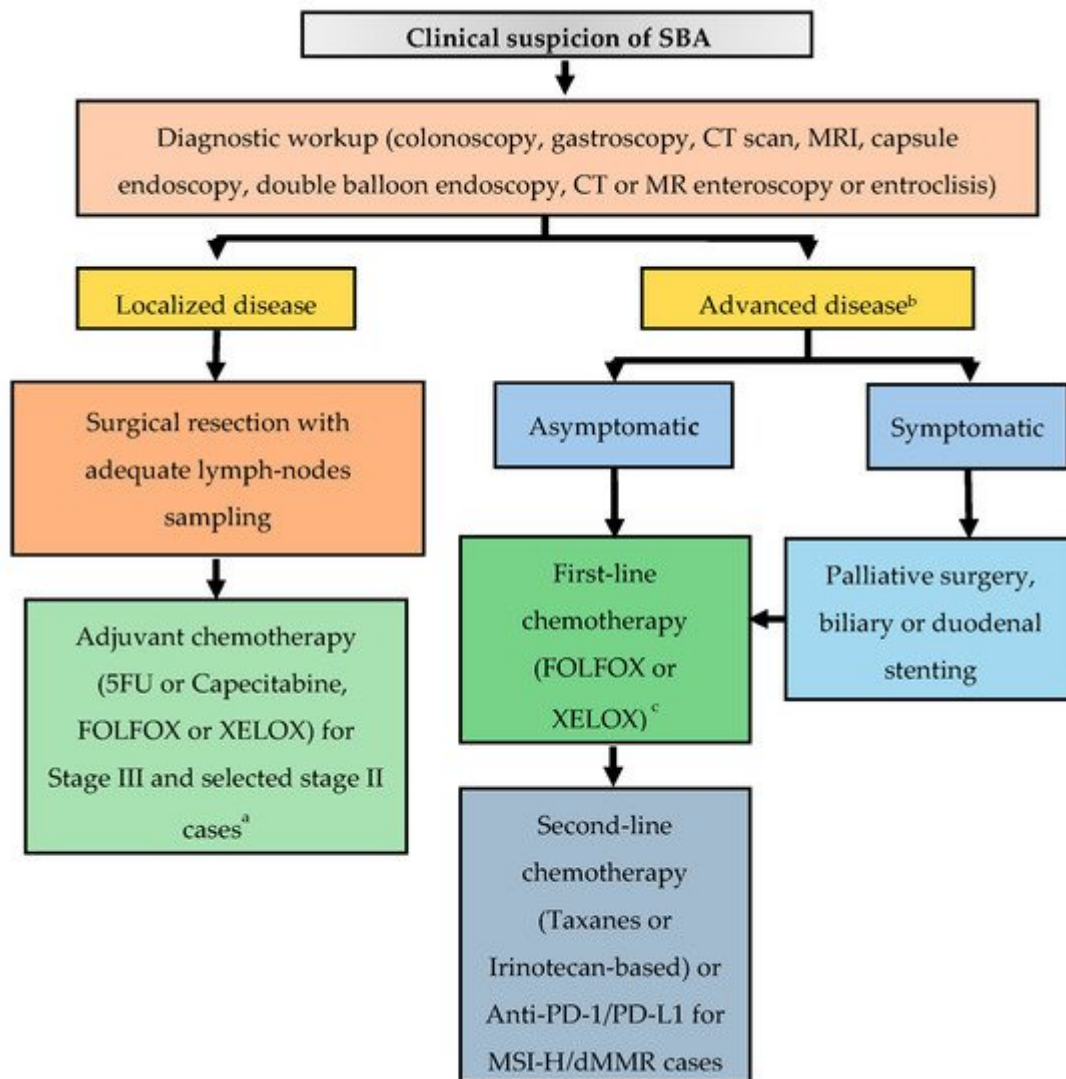 Clinical suspicion of SBA
Diagnostic workup (colonoscopy, gastroscopy, CT scan, MRI, capsule
endoscopy, double balloon endoscopy, CT or MR enteroscopy or entroclisis)
Localized disease
Advanced diseaseᵇ
Surgical resection with
adequate lymph-nodes
sampling
Asymptomatic
Symptomatic
Adjuvant chemotherapy
(5FU or Capecitabine,
FOLFOX or XELOX) for
Stage III and selected stage II
casesᵃ
First-line
chemotherapy
(FOLFOX or
XELOX)ᶜ
Palliative surgery,
biliary or duodenal
stenting
Second-line
chemotherapy
(Taxanes or
Irinotecan-based) or
Anti-PD-1/PD-L1 for
MSI-H/dMMR cases